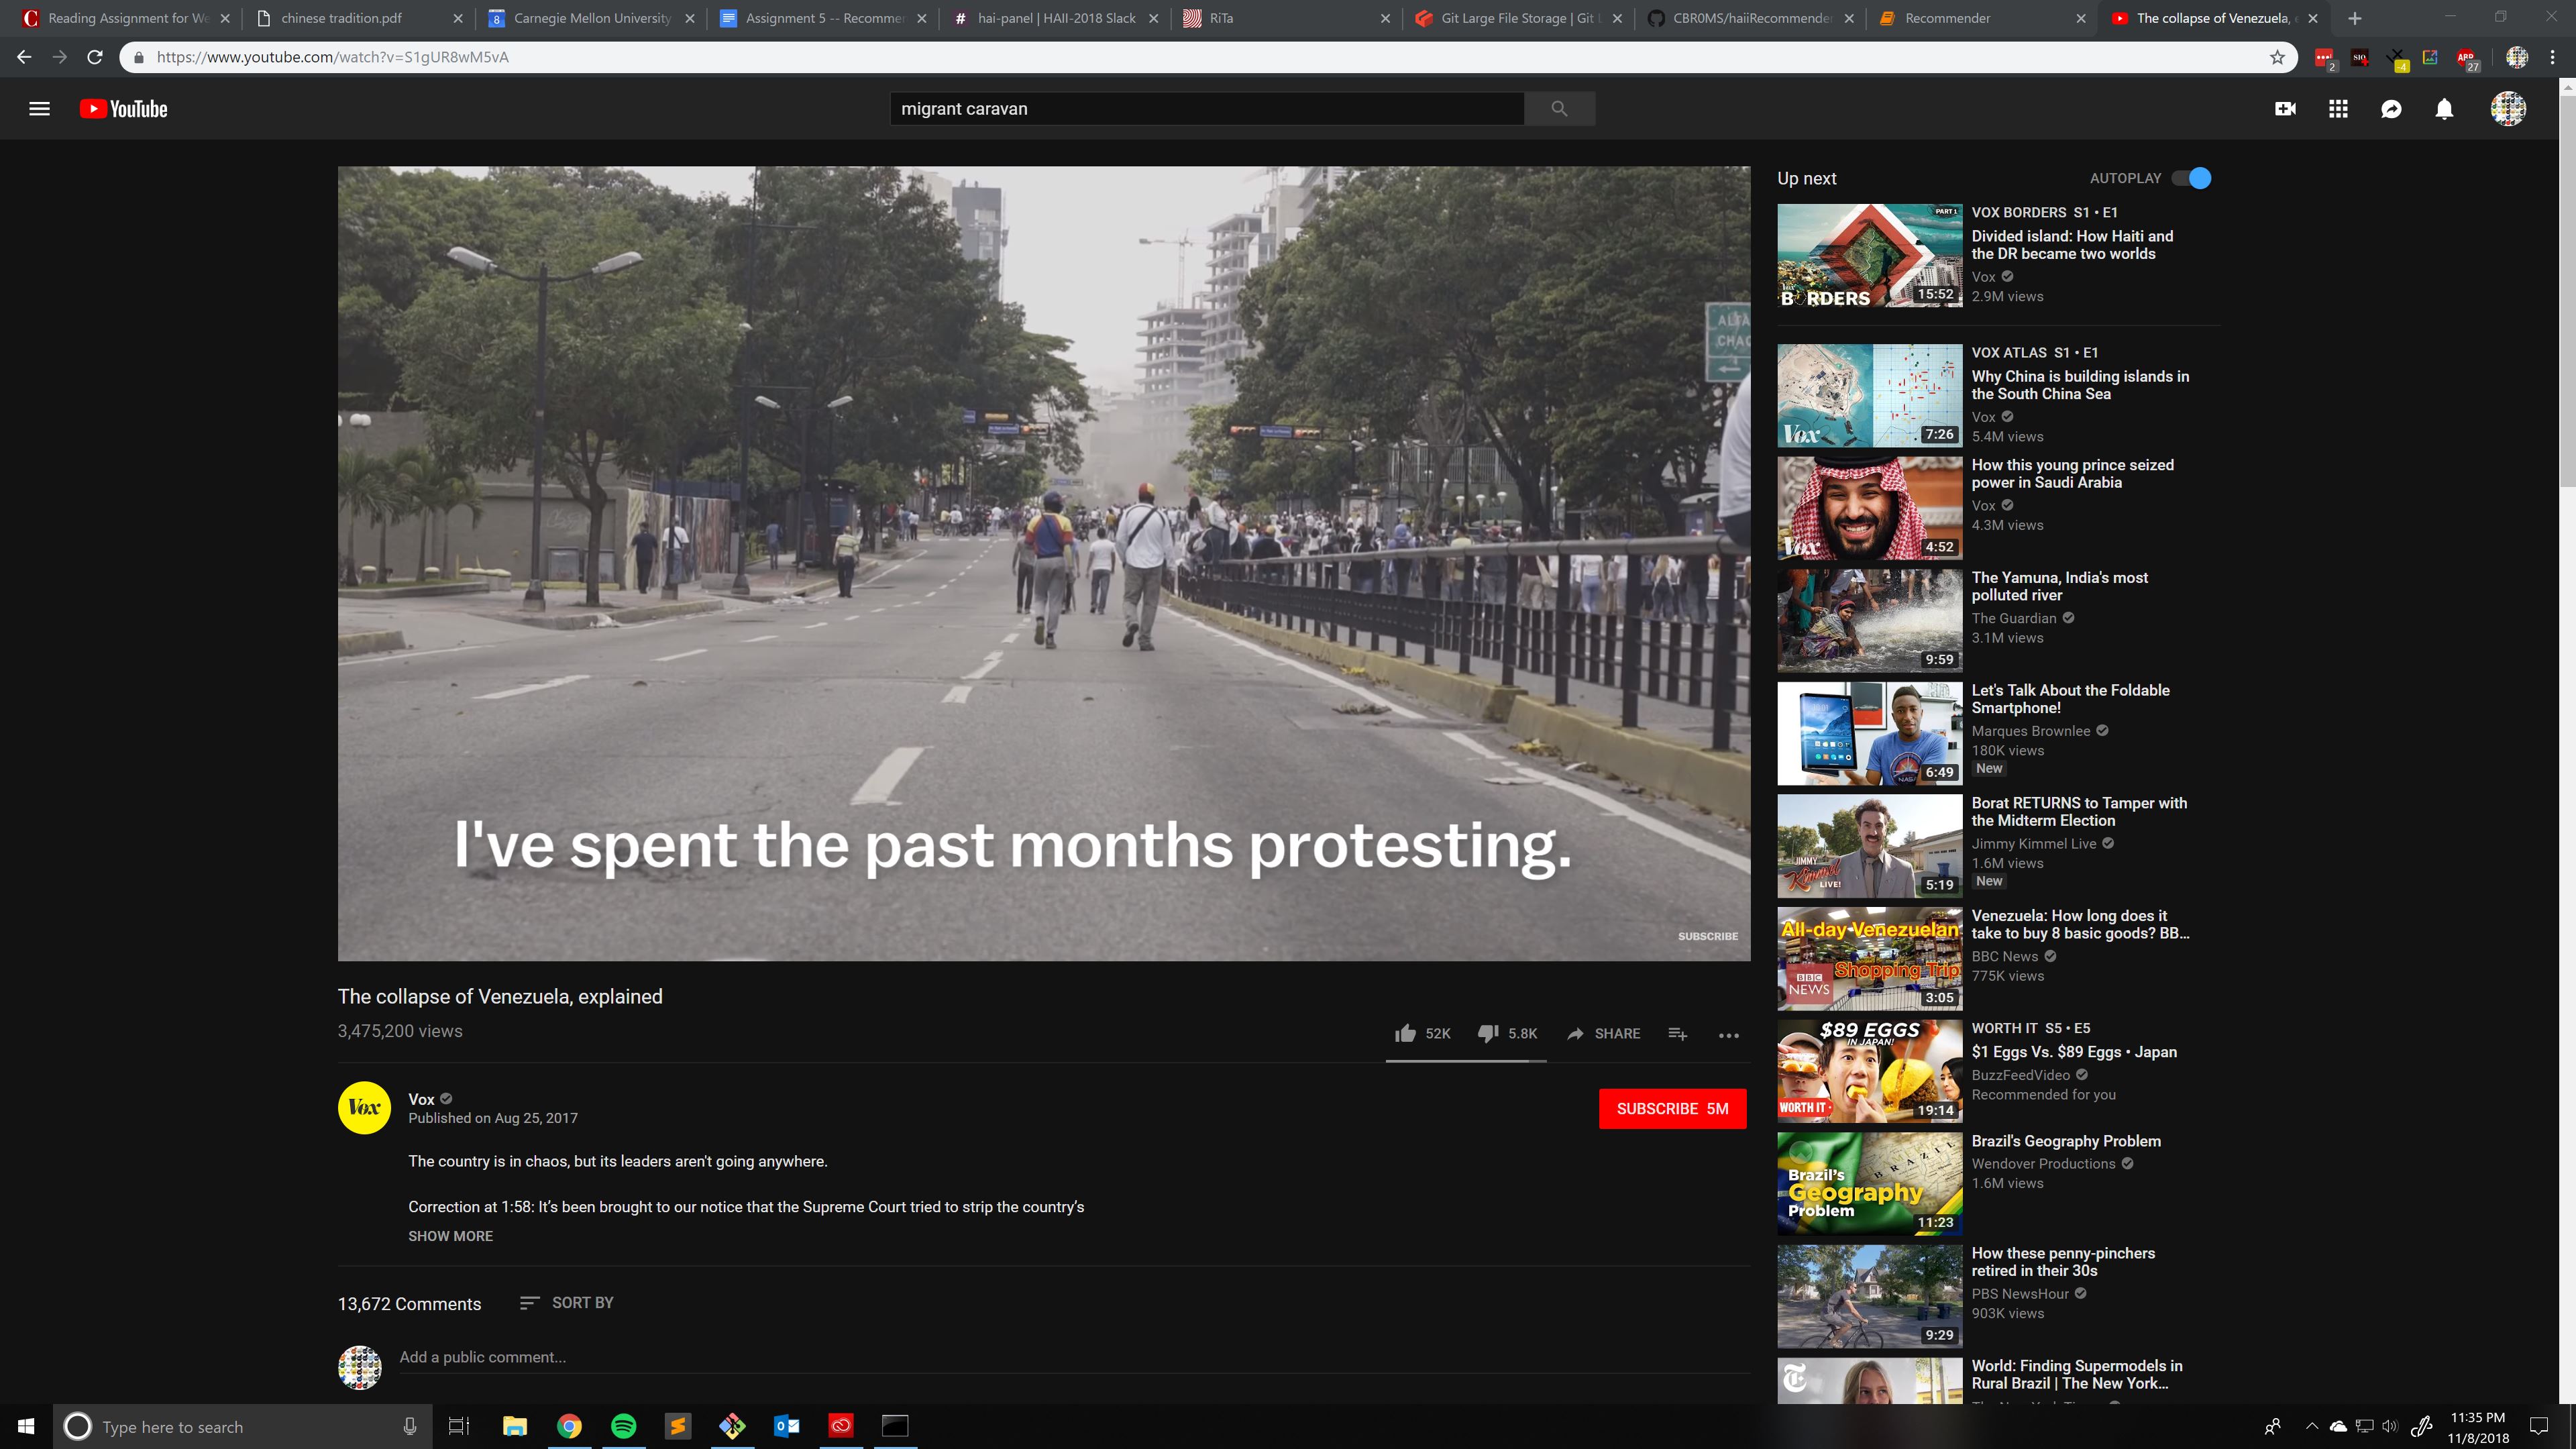 Reading Assignment for We
chinese tradition.pdf
Carnegie Mellon University
Assignment 5 -- Recommen
hai-panel | HAII-2018 Slack
RiTa
Git Large File Storage | Git L
CBR0MS/haiiRecommender
Recommender
The collapse of Venezuela, e
https://www.youtube.com/watch?v=S1gUR8wM5vA
2
-4
ABP
27
YouTube
migrant caravan
ALTA
CHAC
I've spent the past months protesting.
SUBSCRIBE
The collapse of Venezuela, explained
3,475,200 views
52K
5.8K
SHARE
Vox
Vox
Published on Aug 25, 2017
SUBSCRIBE 5M
The country is in chaos, but its leaders aren't going anywhere.
Correction at 1:58: It’s been brought to our notice that the Supreme Court tried to strip the country’s
SHOW MORE
13,672 Comments
SORT BY
Add a public comment...
Up next
AUTOPLAY
PART 1
BORDERS
15:52
VOX BORDERS S1 • E1
Divided island: How Haiti and
the DR became two worlds
Vox
2.9M views
Vox
7:26
VOX ATLAS S1 • E1
Why China is building islands in
the South China Sea
Vox
5.4M views
Vox
4:52
How this young prince seized
power in Saudi Arabia
Vox
4.3M views
9:59
The Yamuna, India's most
polluted river
The Guardian
3.1M views
NASA
6:49
Let's Talk About the Foldable
Smartphone!
Marques Brownlee
180K views
New
JIMMY
Kimmel
LIVE!
5:19
Borat RETURNS to Tamper with
the Midterm Election
Jimmy Kimmel Live
1.6M views
New
All-day Venezuelan
Shopping Trip
BBC
NEWS
3:05
Venezuela: How long does it
take to buy 8 basic goods? BB...
BBC News
775K views
$89 EGGS
IN JAPAN!
WORTH IT
19:14
WORTH IT S5 • E5
$1 Eggs Vs. $89 Eggs • Japan
BuzzFeedVideo
Recommended for you
BRAZIL
Brazil's
Geography
Problem
11:23
Brazil's Geography Problem
Wendover Productions
1.6M views
9:29
How these penny-pinchers
retired in their 30s
PBS NewsHour
903K views
World: Finding Supermodels in
Rural Brazil | The New York...
Type here to search
11:35 PM
11/8/2018